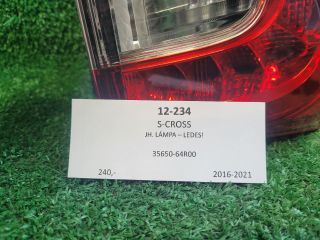 12-234
S-CROSS
JH. LÁMPA – LEDES!
35650-64R00
240,- 2016-2021